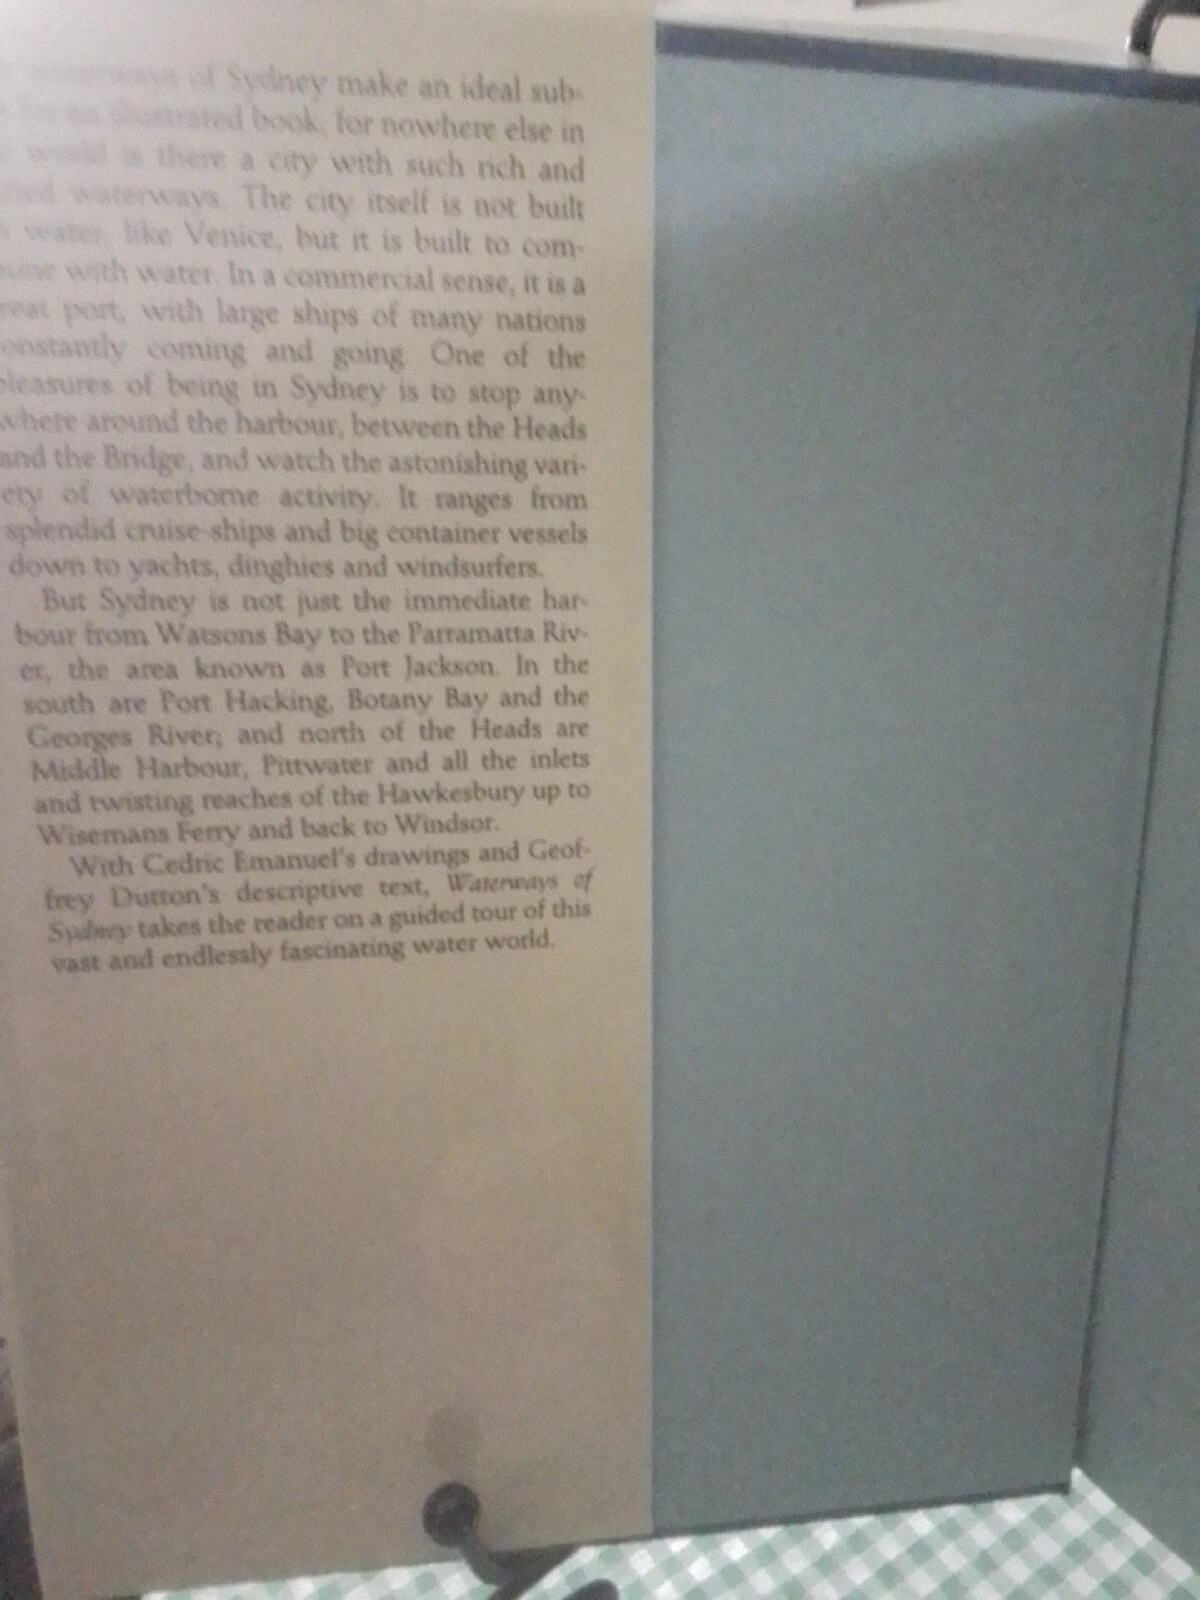 waterways of Sydney make an ideal sub-
for an illustrated book, for nowhere else in
world is there a city with such rich and
waterways. The city itself is not built
water, like Venice, but it is built to com-
with water. In a commercial sense, it is a
reat port, with large ships of many nations
onstantly coming and going. One of the
leasures of being in Sydney is to stop any-
where around the harbour, between the Heads
and the Bridge, and watch the astonishing vari-
ety of waterborne activity. It ranges from
splendid cruise-ships and big container vessels
down to yachts, dinghies and windsurfers.
But Sydney is not just the immediate har-
bour from Watsons Bay to the Parramatta Riv-
er, the area known as Port Jackson. In the
south are Port Hacking, Botany Bay and the
Georges River; and north of the Heads are
Middle Harbour, Pittwater and all the inlets
and twisting reaches of the Hawkesbury up to
Wisemans Ferry and back to Windsor.
With Cedric Emanuel's drawings and Geof-
frey Dutton's descriptive text, Waterways of
Sydney takes the reader on a guided tour of this
vast and endlessly fascinating water world.